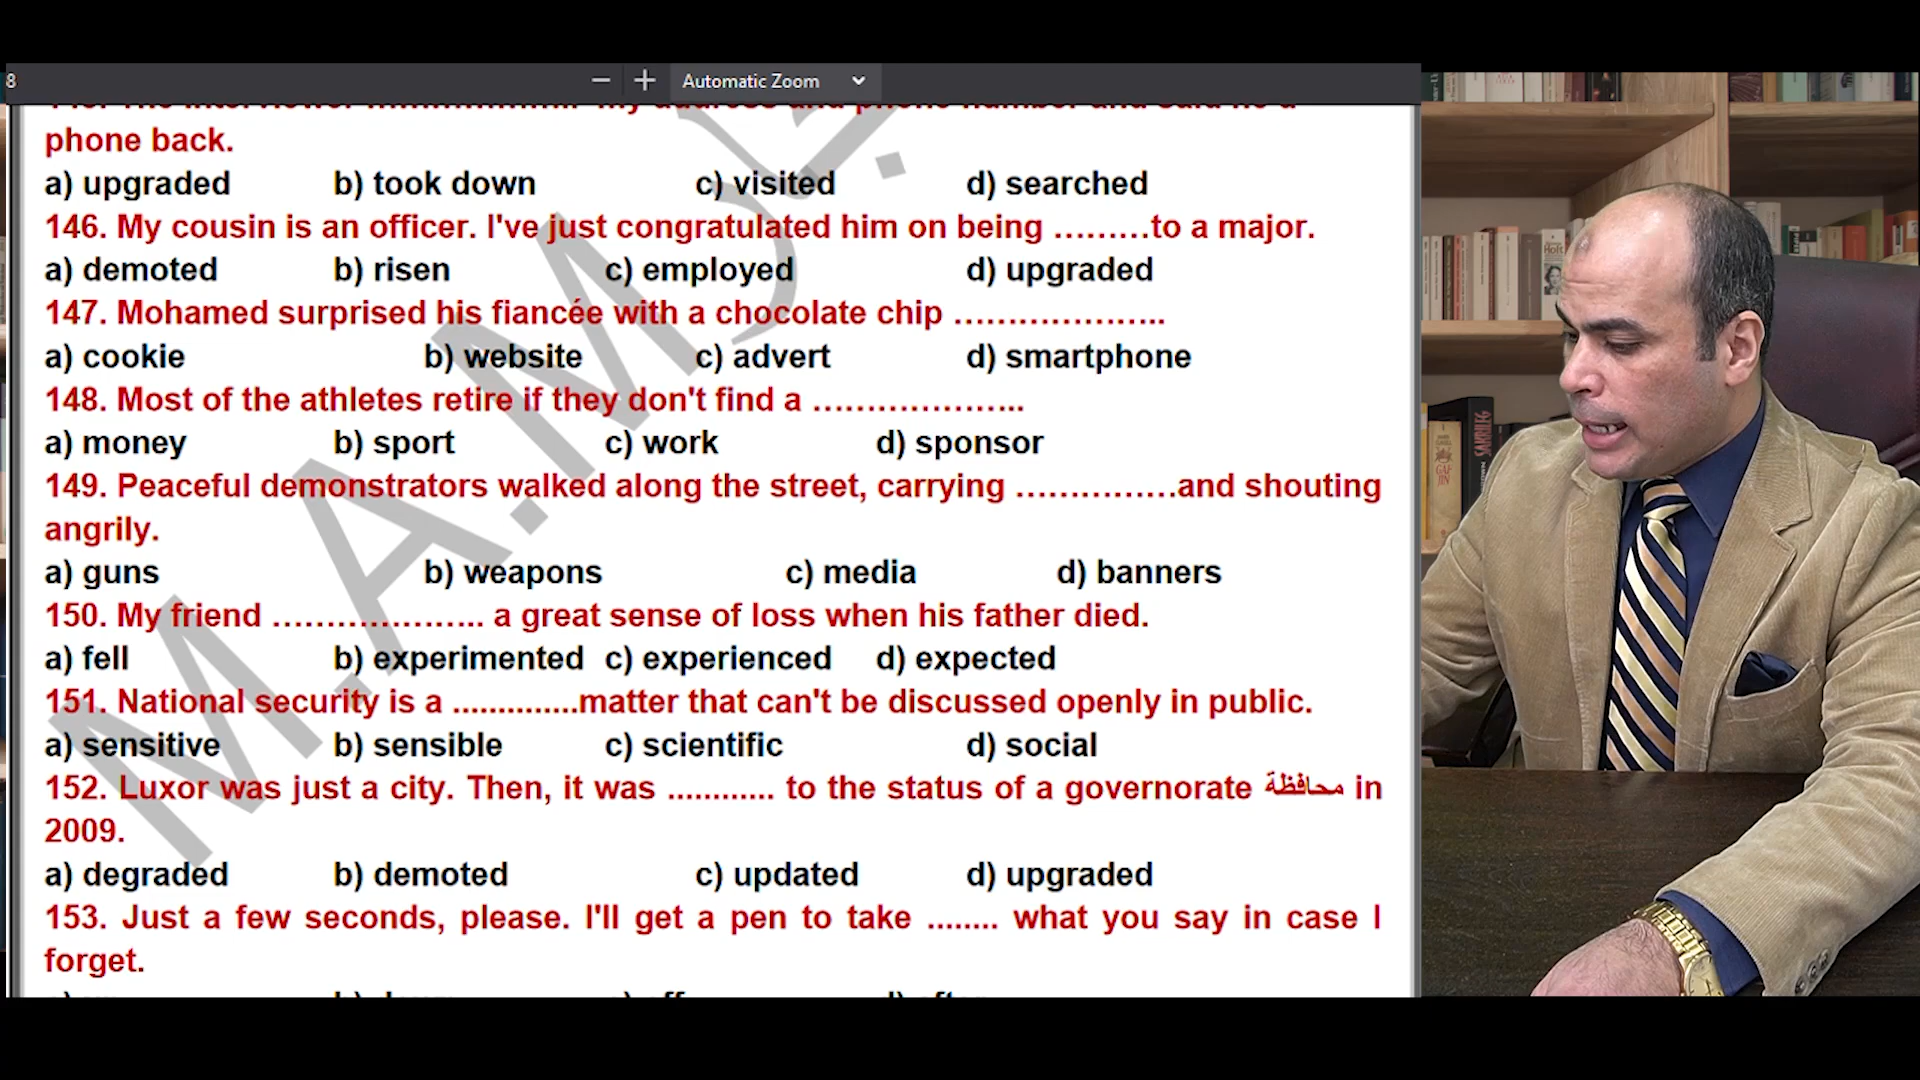 8
Automatic Zoom
phone back.
a) upgraded b) took down c) visited d) searched
146. My cousin is an officer. I've just congratulated him on being ………to a major.
a) demoted b) risen c) employed d) upgraded
147. Mohamed surprised his fiancée with a chocolate chip …………………..
a) cookie b) website c) advert d) smartphone
148. Most of the athletes retire if they don't find a …………………..
a) money b) sport c) work d) sponsor
149. Peaceful demonstrators walked along the street, carrying ……………and shouting
angrily.
a) guns b) weapons c) media d) banners
150. My friend ………………….. a great sense of loss when his father died.
a) fell b) experimented c) experienced d) expected
151. National security is a ..............matter that can't be discussed openly in public.
a) sensitive b) sensible c) scientific d) social
152. Luxor was just a city. Then, it was ............ to the status of a governorate محافظة in
2009.
a) degraded b) demoted c) updated d) upgraded
153. Just a few seconds, please. I'll get a pen to take ........ what you say in case I
forget.